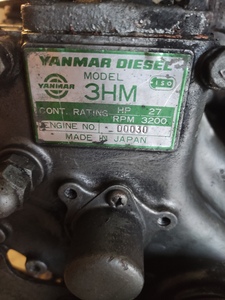 YANMAR DIESEL
MODEL
YANMAR
3HM
CONT. RATING HP 27
RPM 3200
ENGINE NO. 00030
MADE IN JAPAN